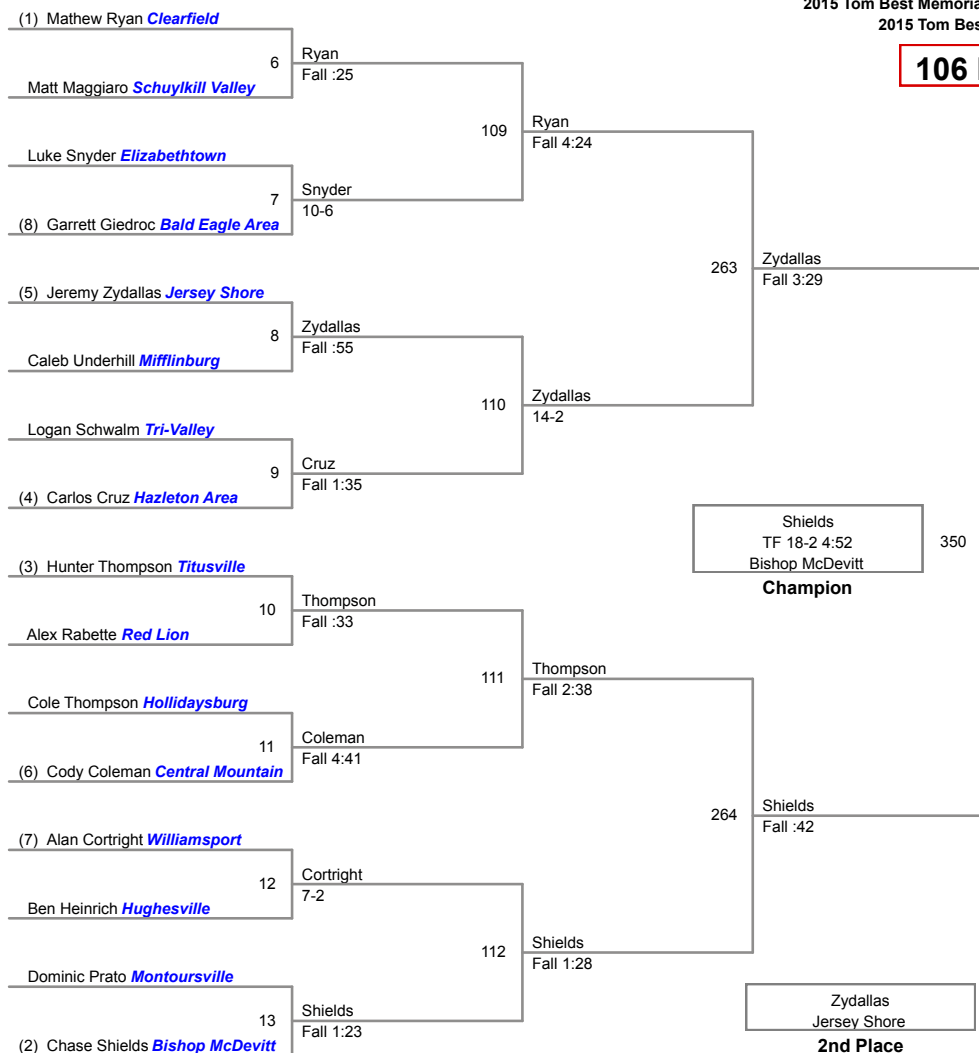 2015 Tom Best Memoria
2015 Tom Bes
106
(1) Mathew Ryan Clearfield
6
Ryan
Fall :25
Matt Maggiaro Schuylkill Valley
109
Ryan
Fall 4:24
Luke Snyder Elizabethtown
7
Snyder
10-6
(8) Garrett Giedroc Bald Eagle Area
263
Zydallas
Fall 3:29
(5) Jeremy Zydallas Jersey Shore
8
Zydallas
Fall :55
Caleb Underhill Mifflinburg
110
Zydallas
14-2
Logan Schwalm Tri-Valley
9
Cruz
Fall 1:35
(4) Carlos Cruz Hazleton Area
Shields
TF 18-2 4:52
Bishop McDevitt
350
Champion
(3) Hunter Thompson Titusville
10
Thompson
Fall :33
Alex Rabette Red Lion
111
Thompson
Fall 2:38
Cole Thompson Hollidaysburg
11
Coleman
Fall 4:41
(6) Cody Coleman Central Mountain
264
Shields
Fall :42
(7) Alan Cortright Williamsport
12
Cortright
7-2
Ben Heinrich Hughesville
112
Shields
Fall 1:28
Dominic Prato Montoursville
13
Shields
Fall 1:23
(2) Chase Shields Bishop McDevitt
Zydallas
Jersey Shore
2nd Place